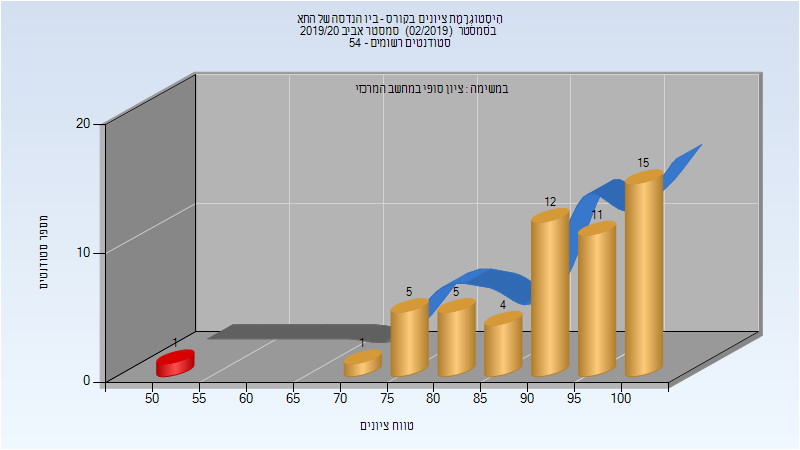 היסטוגרמת ציונים בקורס - ביו הנדסה של התא
בסמסטר (02/2019) סמסטר אביב 2019/20
סטודנטים רשומים - 54
במשימה : ציון סופי במחשב המרכזי
מספר סטודנטים
20
10
0
1
1
5
5
4
12
11
15
50 55 60 65 70 75 80 85 90 95 100
טווח ציונים